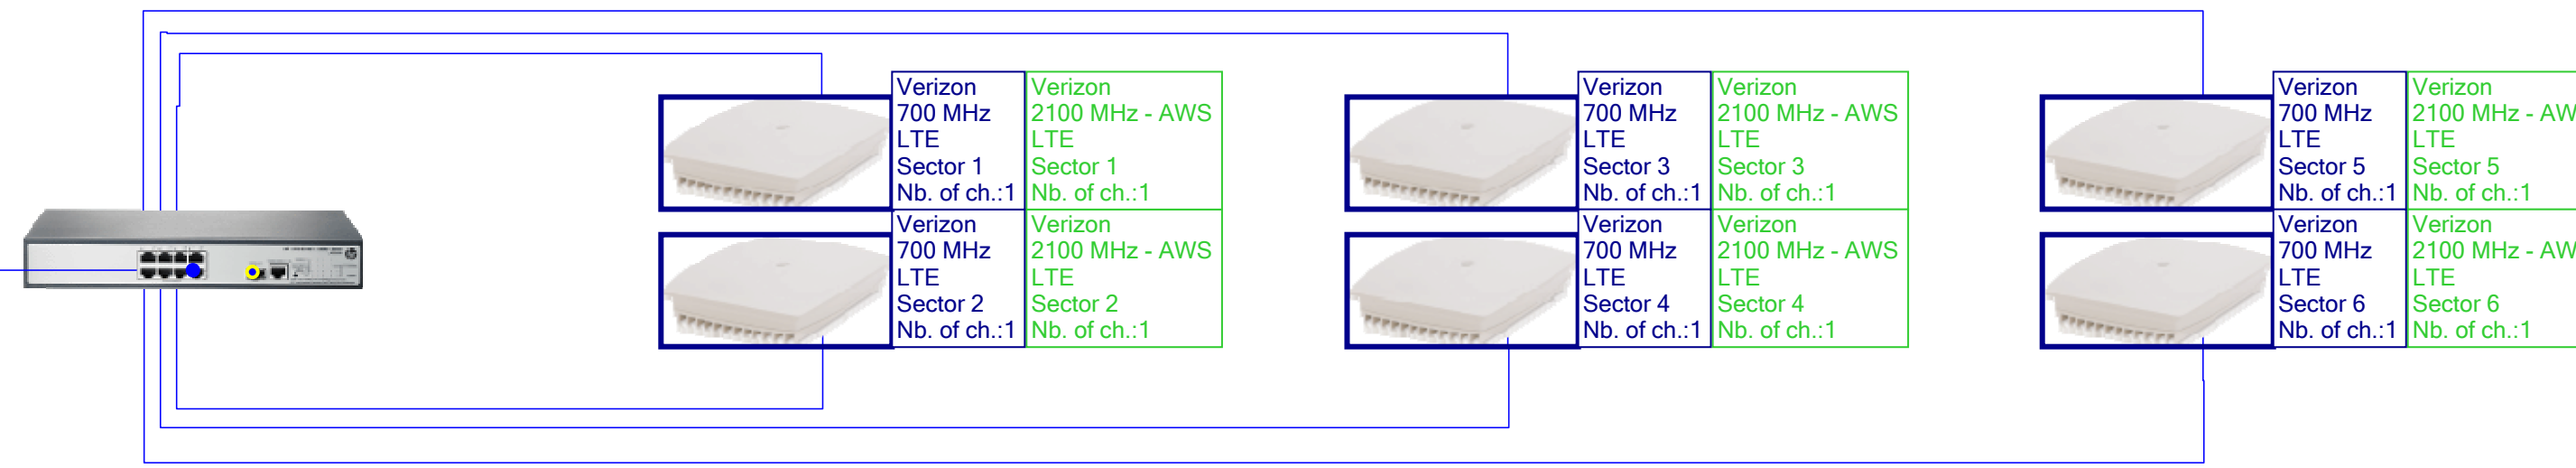 Verizon
700 MHz
LTE
Sector 1
Nb. of ch.:1
Verizon
2100 MHz - AWS
LTE
Sector 1
Nb. of ch.:1
Verizon
700 MHz
LTE
Sector 2
Nb. of ch.:1
Verizon
2100 MHz - AWS
LTE
Sector 2
Nb. of ch.:1
Verizon
700 MHz
LTE
Sector 3
Nb. of ch.:1
Verizon
2100 MHz - AWS
LTE
Sector 3
Nb. of ch.:1
Verizon
700 MHz
LTE
Sector 4
Nb. of ch.:1
Verizon
2100 MHz - AWS
LTE
Sector 4
Nb. of ch.:1
Verizon
700 MHz
LTE
Sector 5
Nb. of ch.:1
Verizon
2100 MHz - AW
LTE
Sector 5
Nb. of ch.:1
Verizon
700 MHz
LTE
Sector 6
Nb. of ch.:1
Verizon
2100 MHz - AW
LTE
Sector 6
Nb. of ch.:1